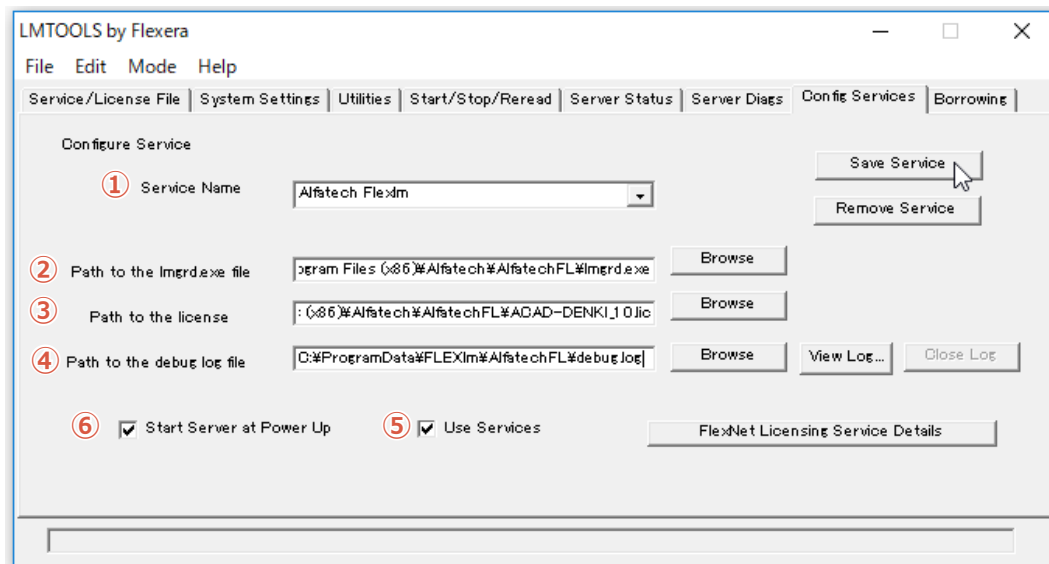 LMTOOLS by Flexera
File Edit Mode Help
Service/License File System Settings Utilities Start/Stop/Reread Server Status Server Diags Config Services Borrowing
Configure Service
① Service Name Alfatech Flexlm
Save Service
Remove Service
② Path to the lmgrd.exe file ogram Files (x86)¥Alfatech¥AlfatechFL¥lmgrd.exe Browse
③ Path to the license : (x86)¥Alfatech¥AlfatechFL¥ACAD-DENKI_10.lic Browse
④ Path to the debug log file C:¥ProgramData¥FLEXlm¥AlfatechFL¥debug.log Browse View Log... Close Log
⑥ Start Server at Power Up ⑤ Use Services FlexNet Licensing Service Details